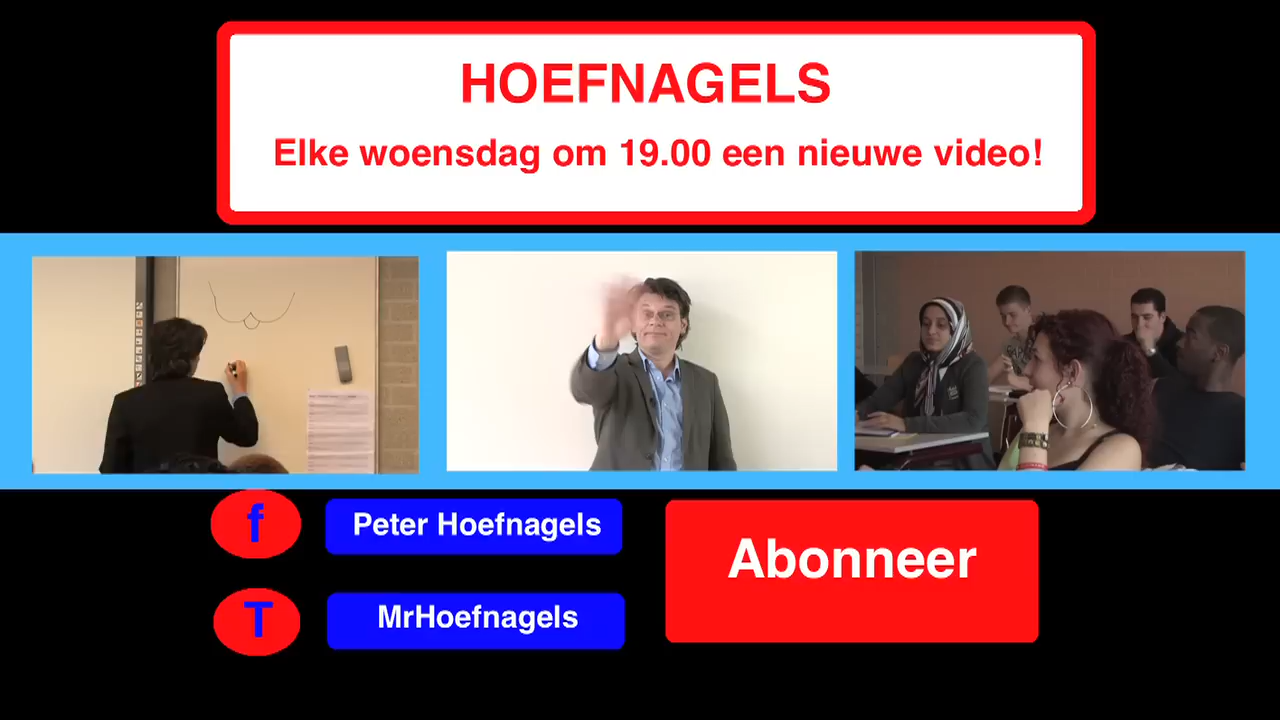 HOEFNAGELS
Elke woensdag om 19.00 een nieuwe video!
f
Peter Hoefnagels
Abonneer
T
MrHoefnagels